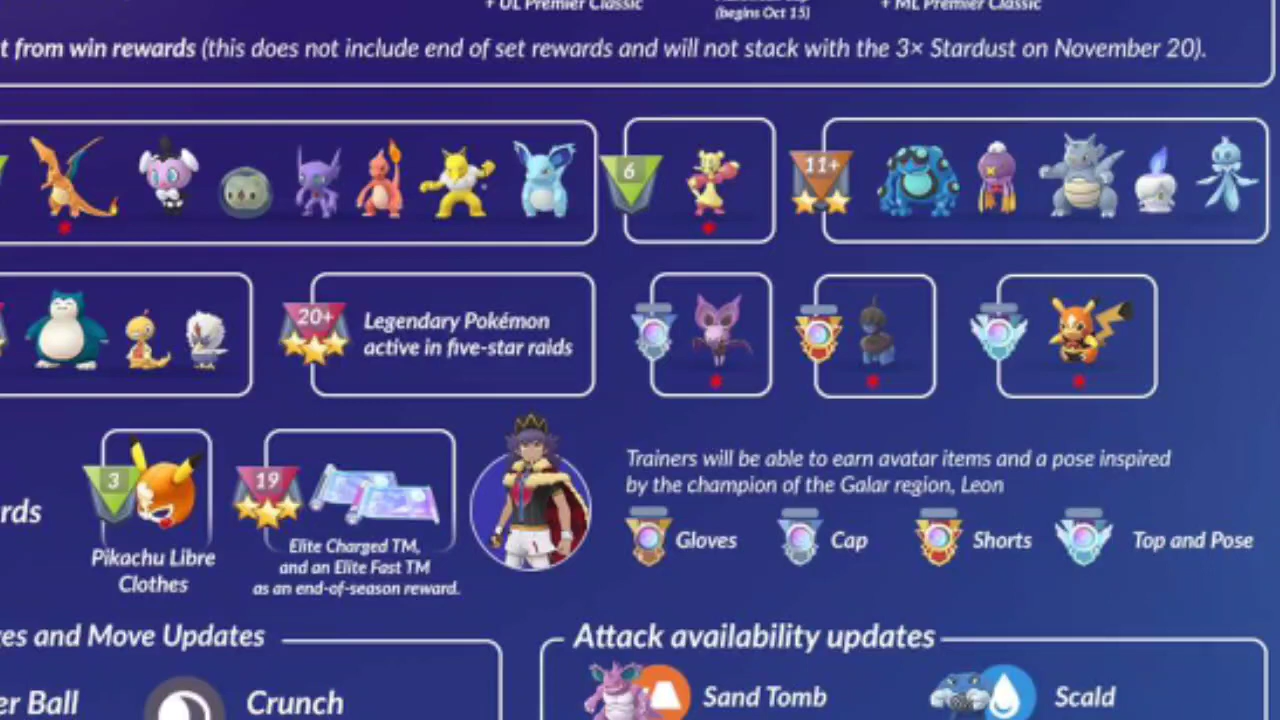 + UL Premier Classic
(begins Oct 15)
+ ML Premier Classic
t from win rewards (this does not include end of set rewards and will not stack with the 3× Stardust on November 20).
6
11+
20+
Legendary Pokémon
active in five-star raids
3
19
rds
Pikachu Libre
Clothes
Elite Charged TM,
and an Elite Fast TM
as an end-of-season reward.
Trainers will be able to earn avatar items and a pose inspired
by the champion of the Galar region, Leon
Gloves
Cap
Shorts
Top and Pose
ges and Move Updates
Attack availability updates
er Ball
Crunch
Sand Tomb
Scald